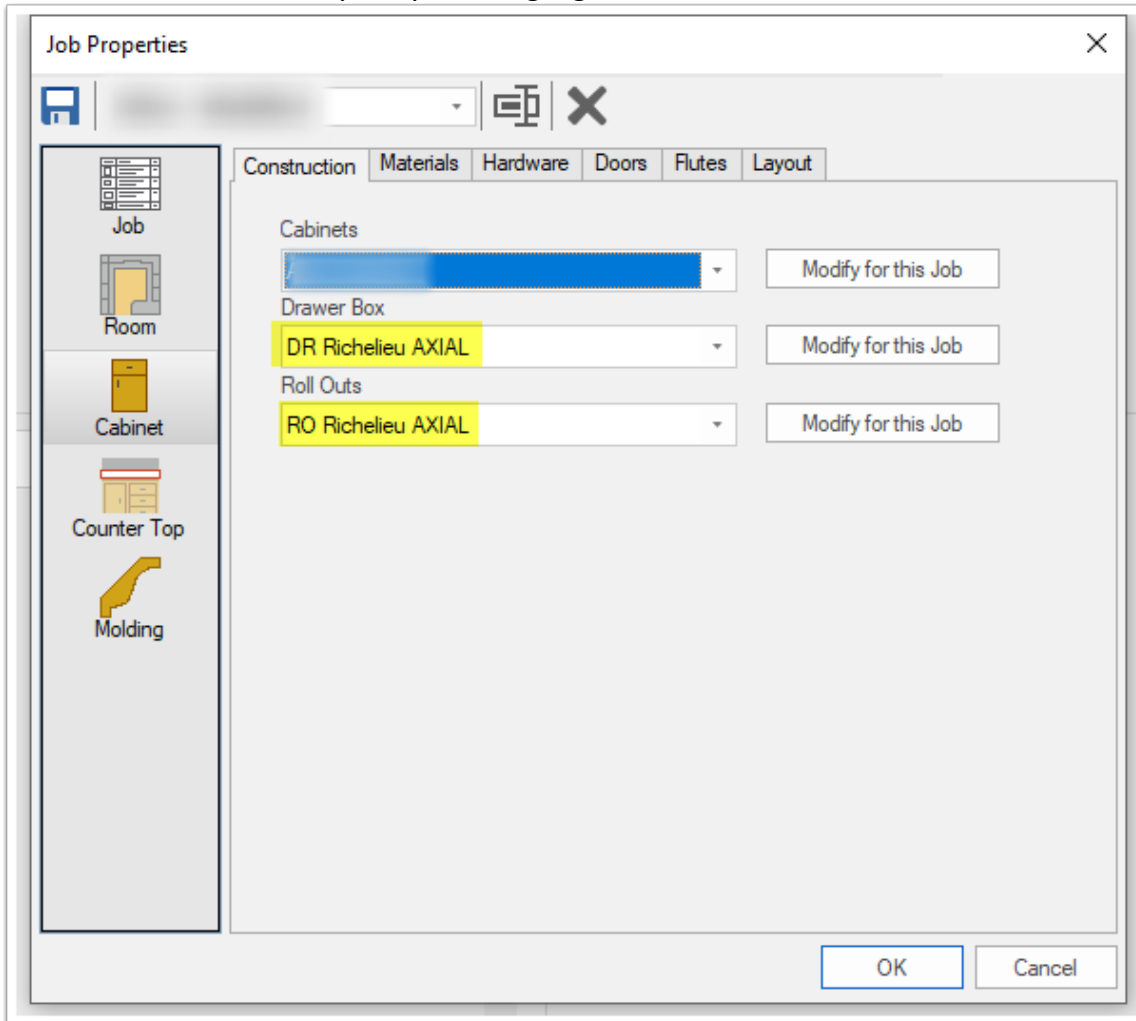 Job Properties
Construction Materials Hardware Doors Flutes Layout
Job
Room
Cabinet
Counter Top
Molding
Cabinets
Modify for this Job
Drawer Box
DR Richelieu AXIAL
Modify for this Job
Roll Outs
RO Richelieu AXIAL
Modify for this Job
OK Cancel